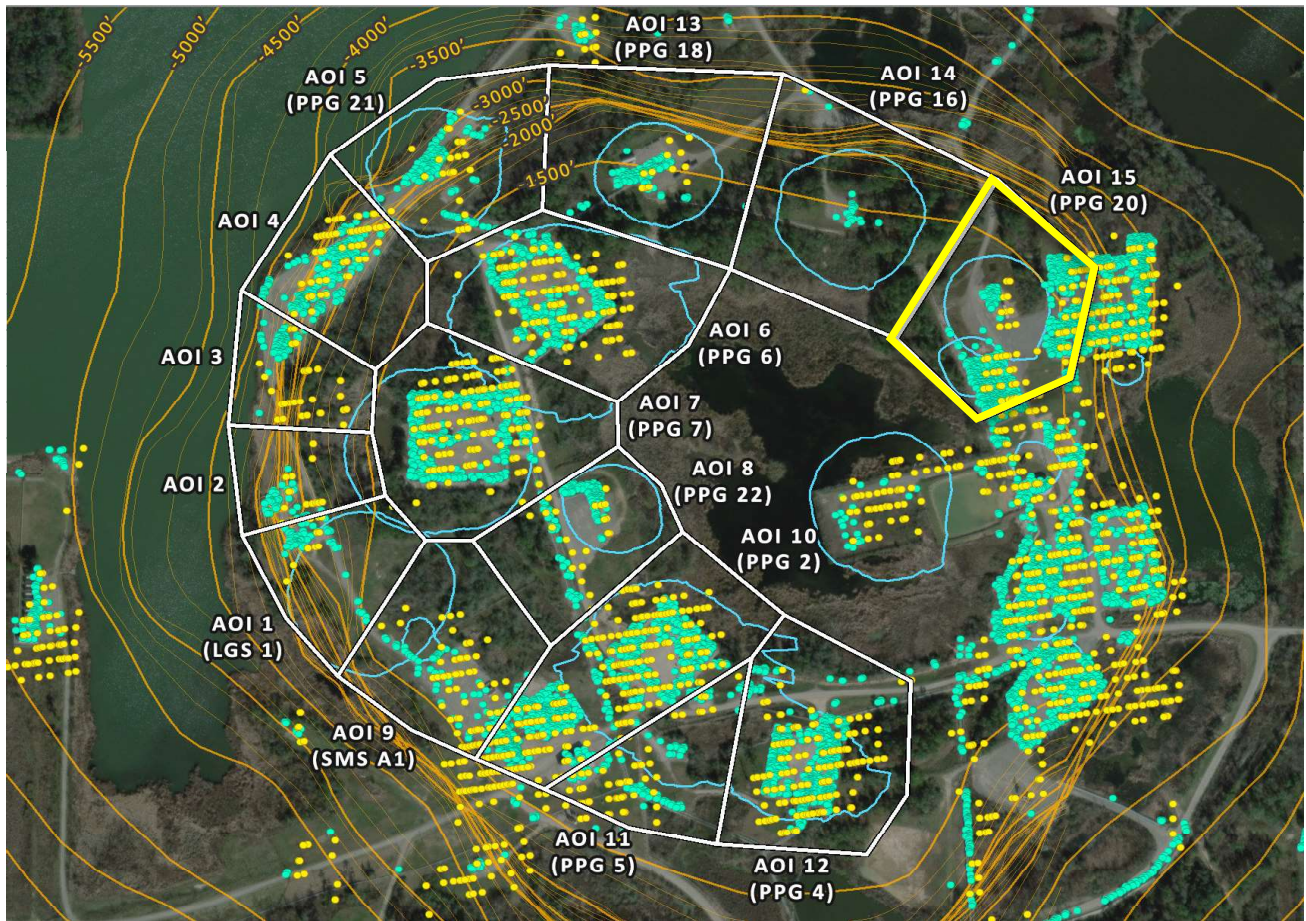 -5500'
-5000'
-4500'
-4000'
-3500'
-3000'
-2500'
-2000'
-1500'
AOI 13
(PPG 18)
AOI 5
(PPG 21)
AOI 14
(PPG 16)
AOI 15
(PPG 20)
AOI 4
AOI 3
AOI 6
(PPG 6)
AOI 7
(PPG 7)
AOI 2
AOI 8
(PPG 22)
AOI 10
(PPG 2)
AOI 1
(LGS 1)
AOI 9
(SMS A1)
AOI 11
(PPG 5)
AOI 12
(PPG 4)